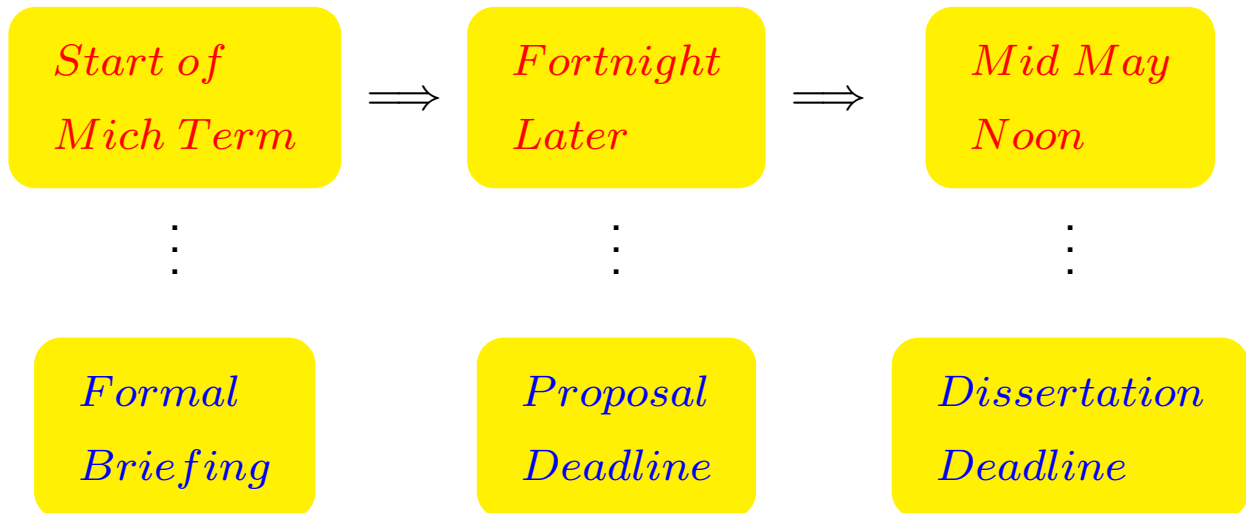 Start of
Mich Term
⟹
Fortnight
Later
⟹
Mid May
Noon
Formal
Briefing
Proposal
Deadline
Dissertation
Deadline